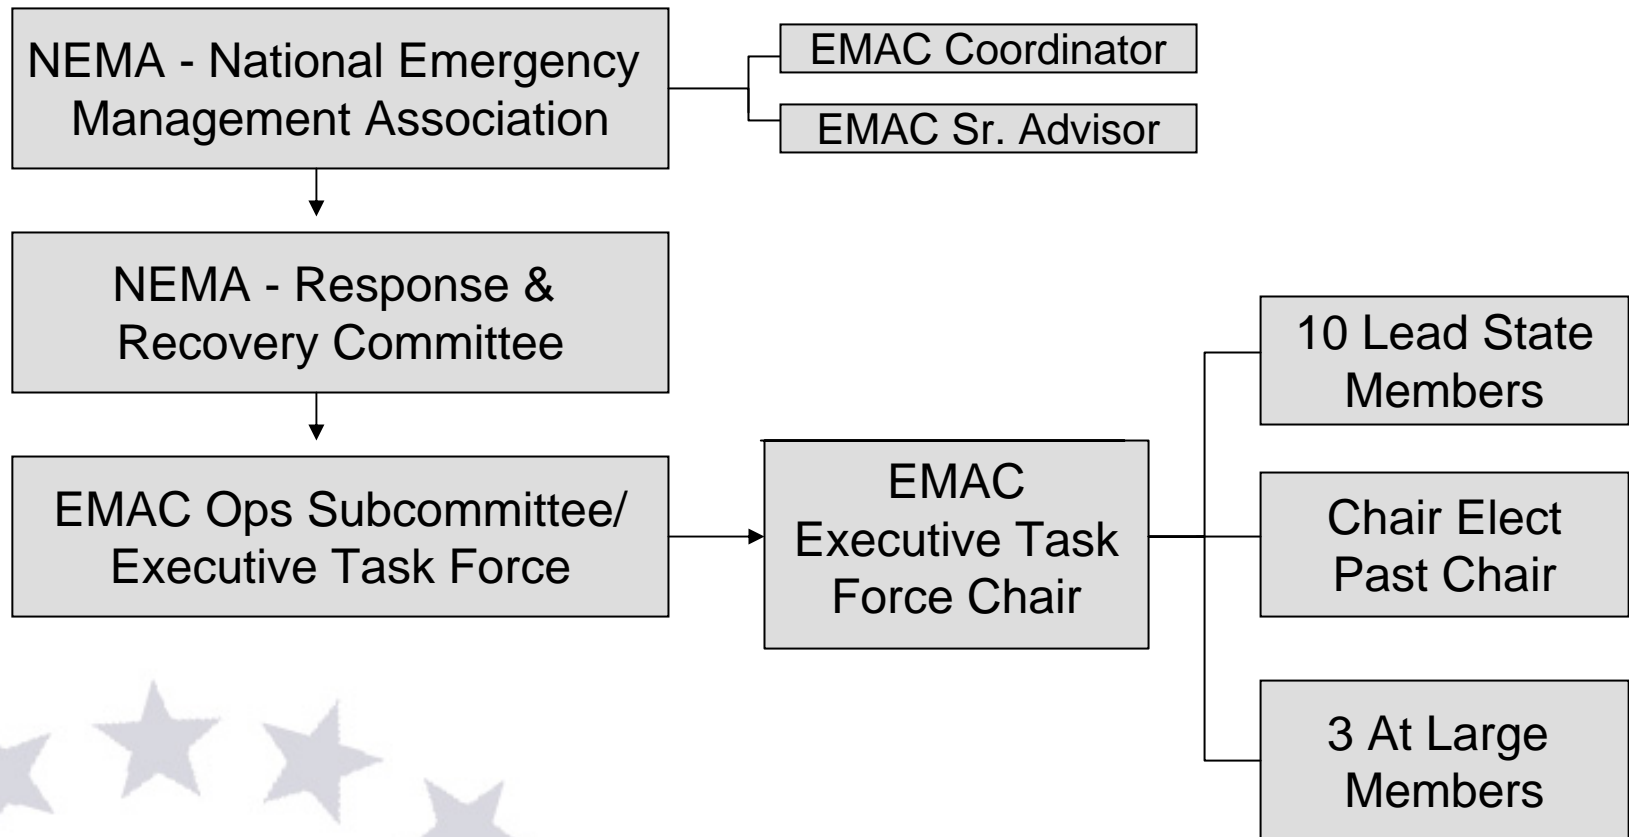 NEMA - National Emergency
Management Association
EMAC Coordinator
EMAC Sr. Advisor
NEMA - Response &
Recovery Committee
EMAC Ops Subcommittee/
Executive Task Force
EMAC
Executive Task
Force Chair
10 Lead State
Members
Chair Elect
Past Chair
3 At Large
Members